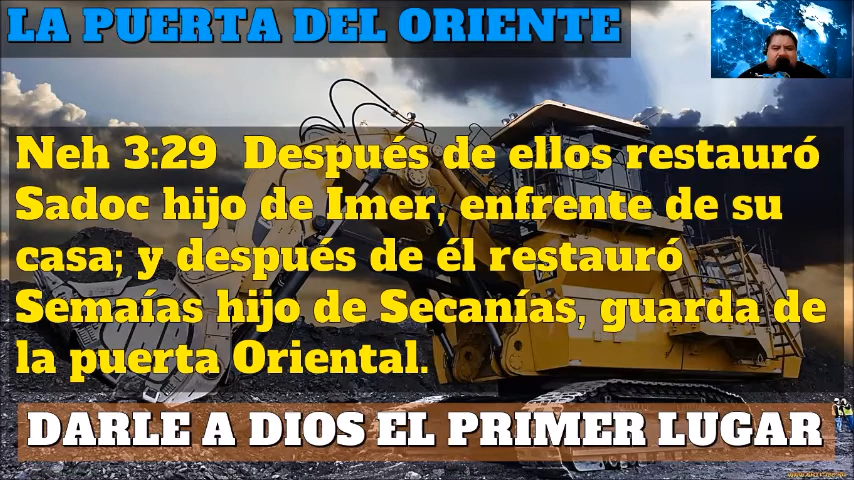 LA PUERTA DEL ORIENTE
Neh 3:29 Después de ellos restauró
Sadoc hijo de Imer, enfrente de su
casa; y después de él restauró
Semaías hijo de Secanías, guarda de
la puerta Oriental.
DARLE A DIOS EL PRIMER LUGAR